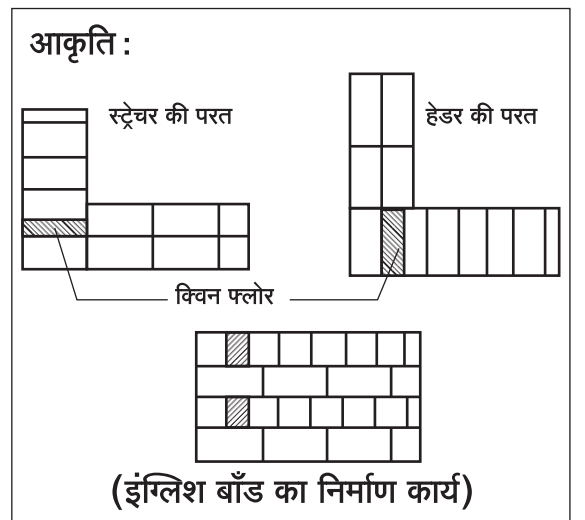 आकृति :
स्ट्रेचर की परत
हेडर की परत
क्विन फ्लोर
(इंग्लिश बाँड का निर्माण कार्य)